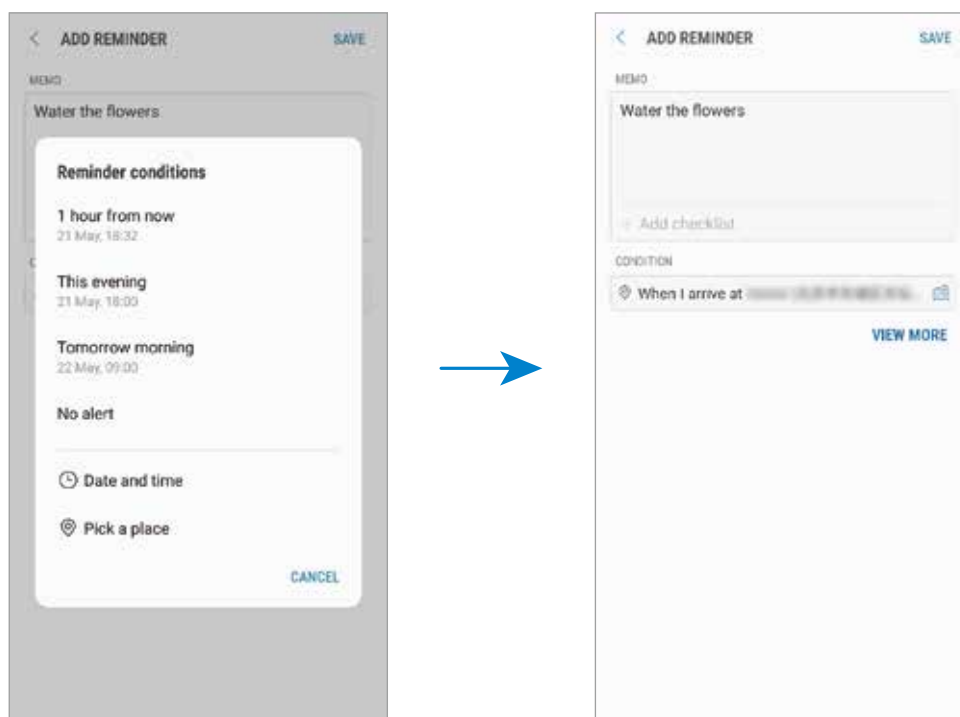 ADD REMINDER SAVE
MEMO
Water the flowers
Reminder conditions
1 hour from now
21 May, 18:32
This evening
21 May, 18:00
Tomorrow morning
22 May, 09:00
No alert
Date and time
Pick a place
CANCEL
ADD REMINDER SAVE
MEMO
Water the flowers
Add checklist
CONDITION
When I arrive at
VIEW MORE